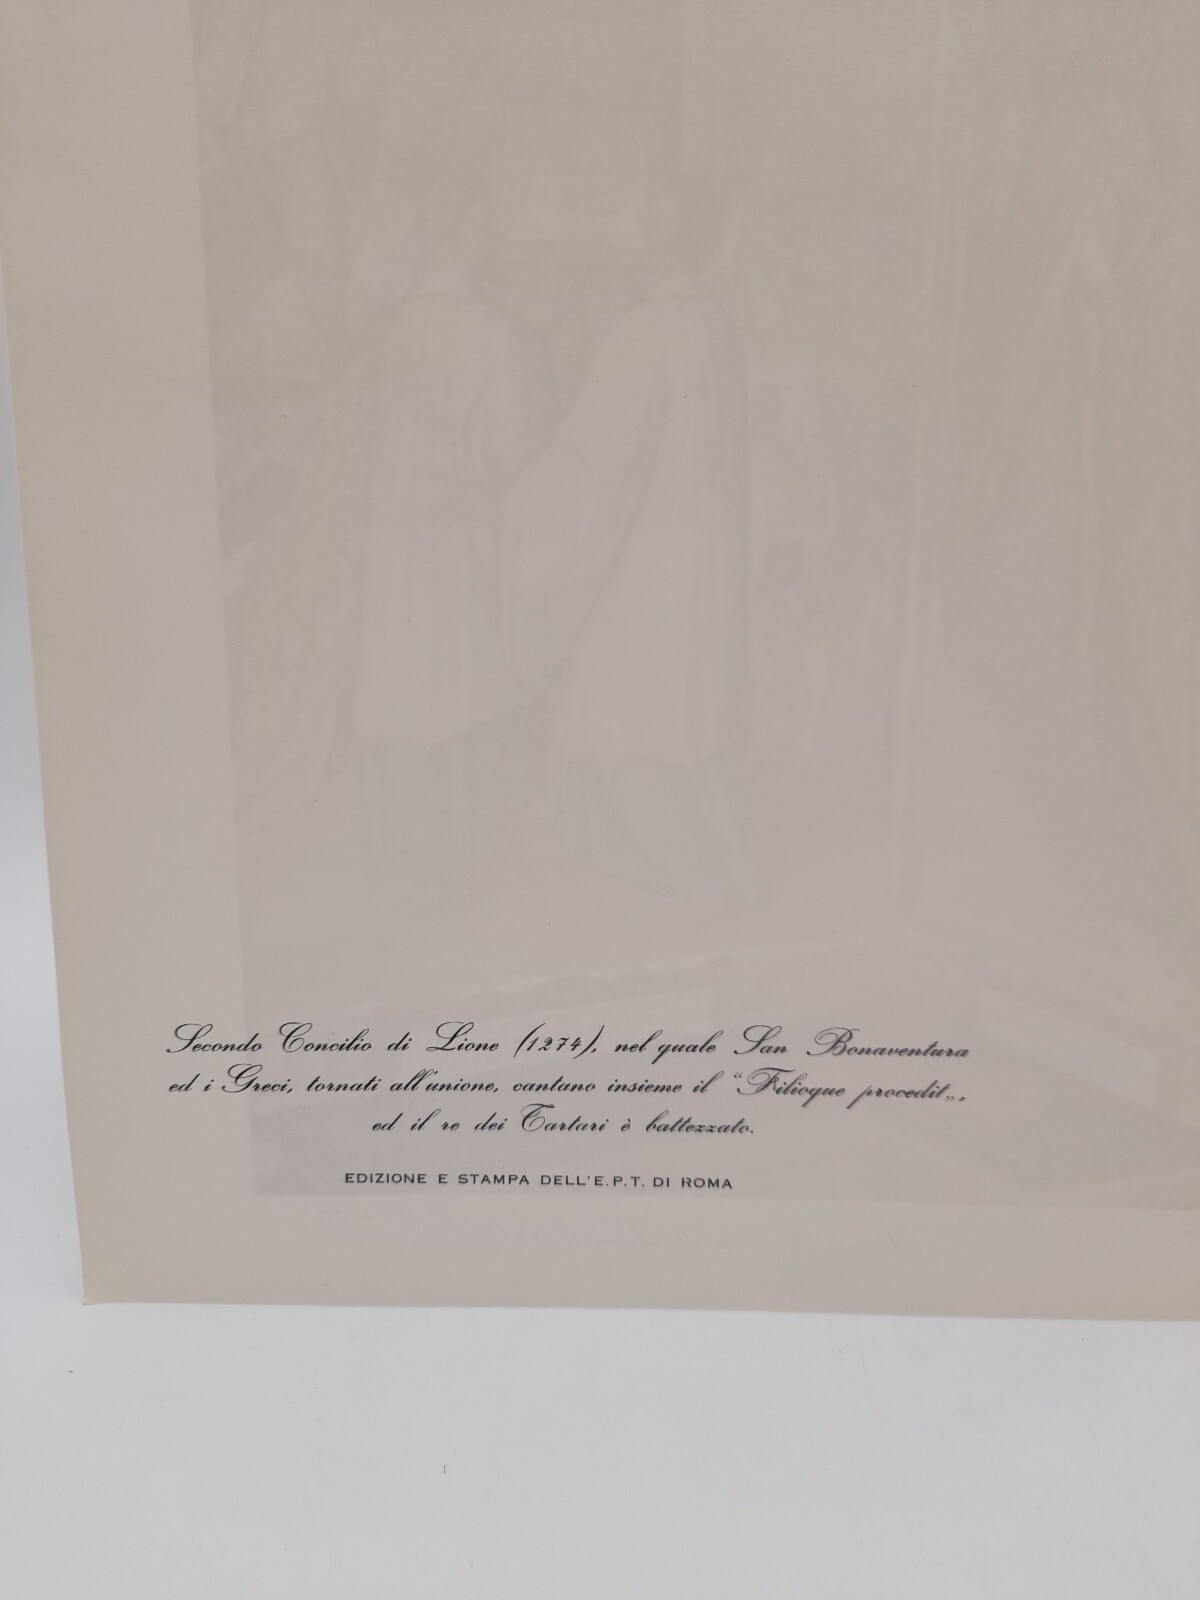 Secondo Concilio di Lione (1274), nel quale San Bonaventura
ed i Greci, tornati all'unione, cantano insieme il “Filioque procedit„,
ed il re dei Tartari è battezzato.
EDIZIONE E STAMPA DELL'E.P.T. DI ROMA